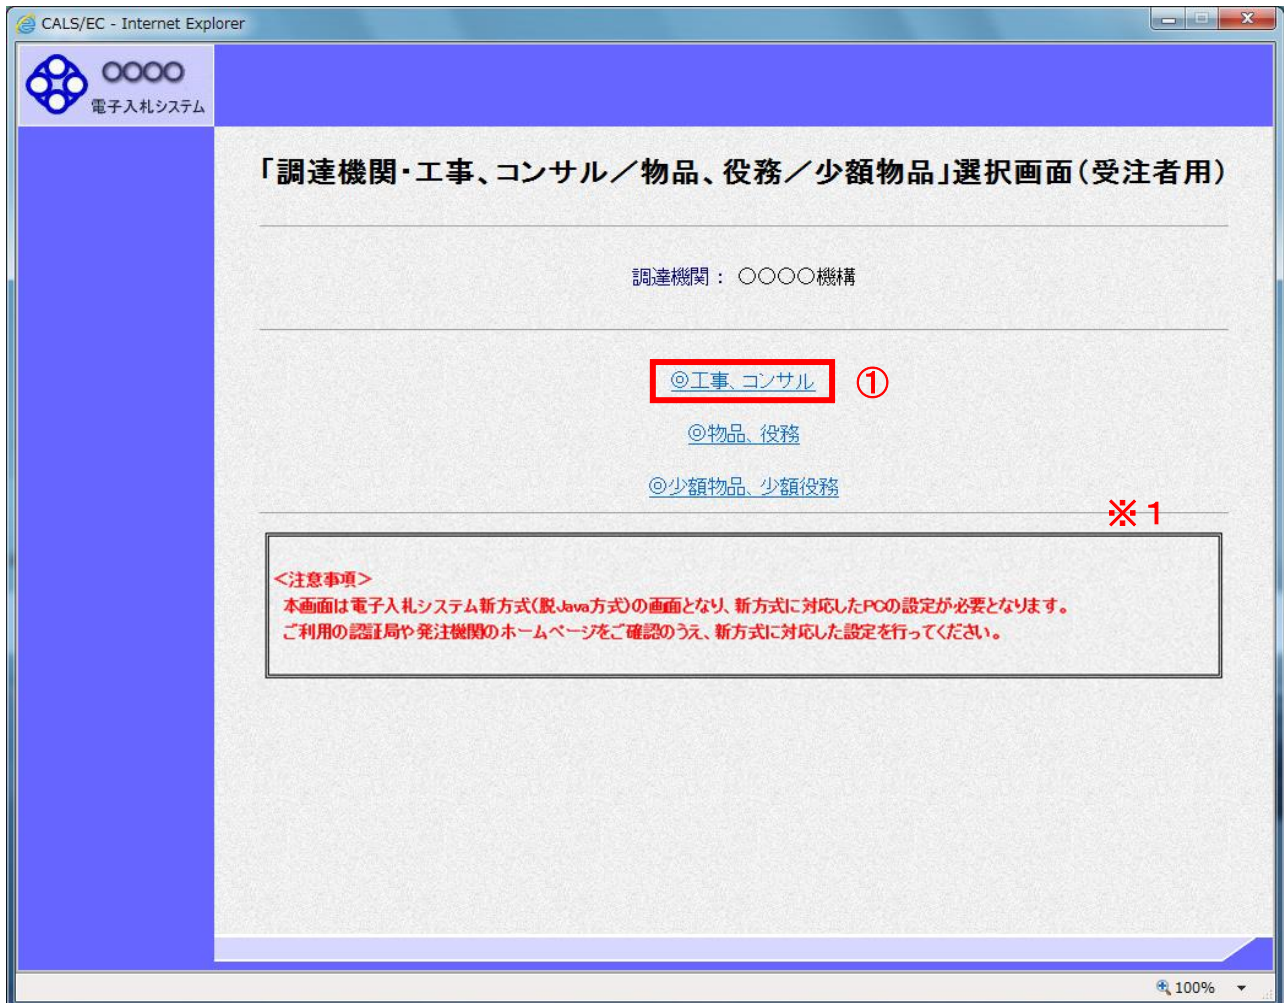 CALS/EC - Internet Explorer
○○○○
電子入札システム
「調達機関・工事、コンサル／物品、役務／少額物品」選択画面（受注者用）
調達機関： ○○○○機構
◎工事、コンサル ①
◎物品、役務
◎少額物品、少額役務
※１
＜注意事項＞
本画面は電子入札システム新方式(脱Java方式)の画面となり、新方式に対応したPCの設定が必要となります。
ご利用の認証局や発注機関のホームページをご確認のうえ、新方式に対応した設定を行ってください。
100%